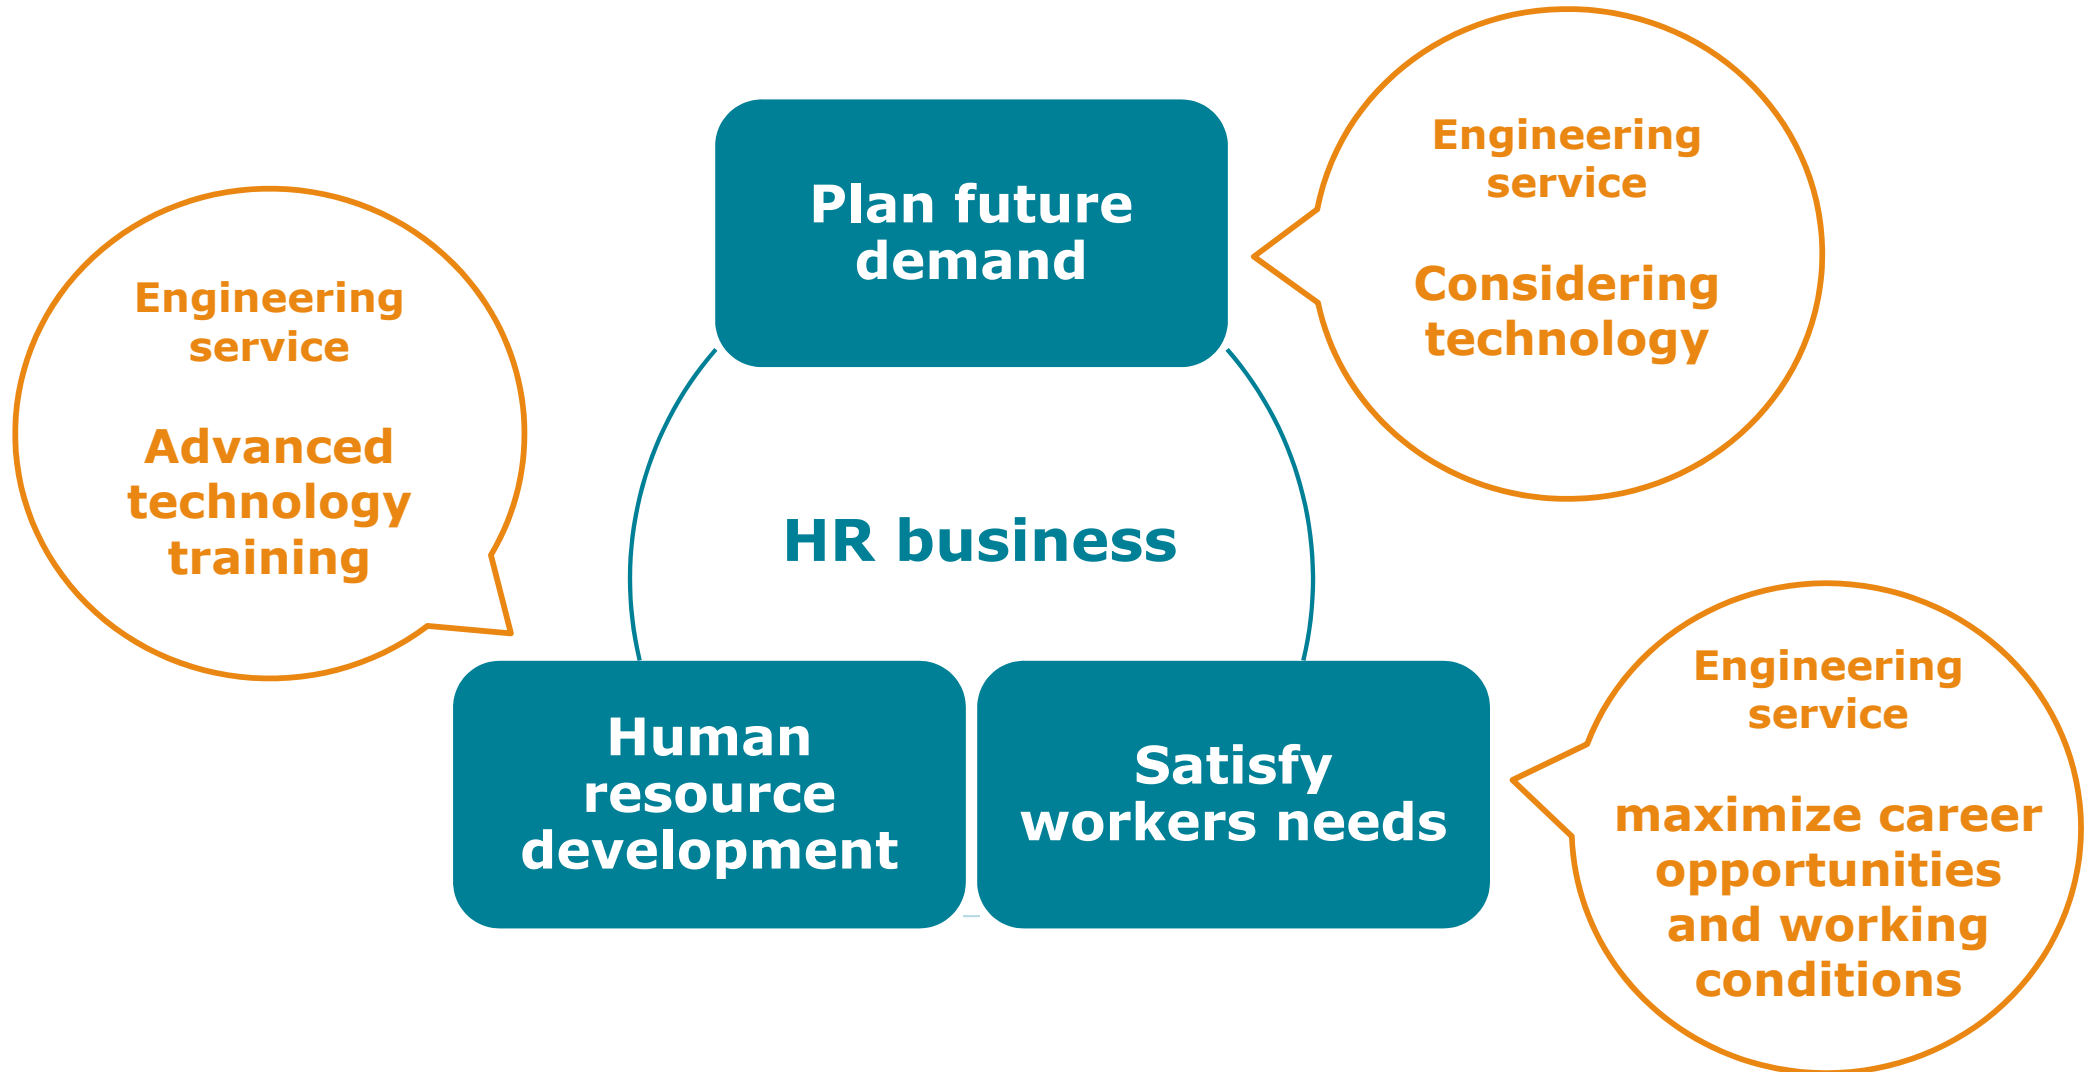 Plan future
demand
Engineering
service
Considering
technology
Engineering
service
Advanced
technology
training
HR business
Human
resource
development
Satisfy
workers needs
Engineering
service
maximize career
opportunities
and working
conditions